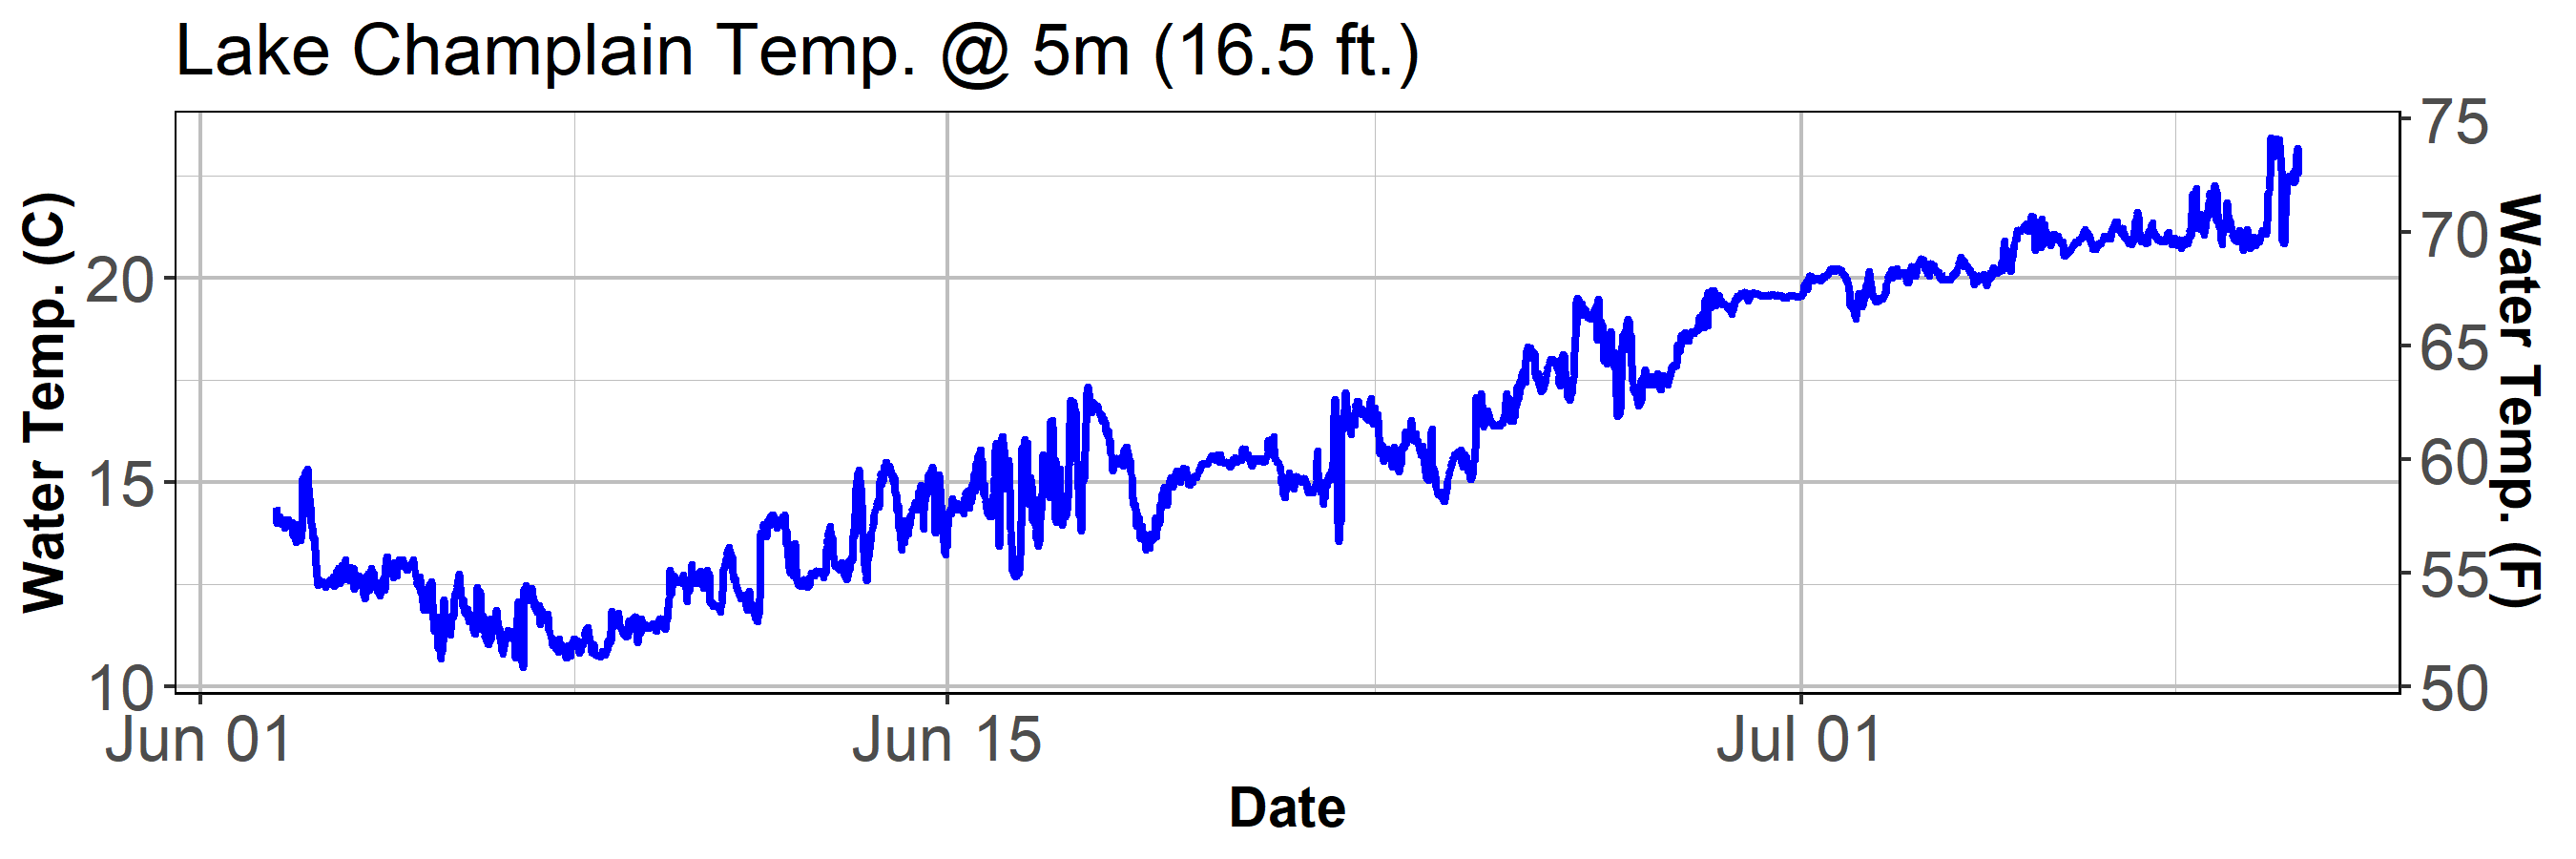 Lake Champlain Temp. @ 5m (16.5 ft.)
Water Temp. (C)
20
15
10
75
70
65
60
55
50
Water Temp. (F)
Jun 01
Jun 15
Jul 01
Date